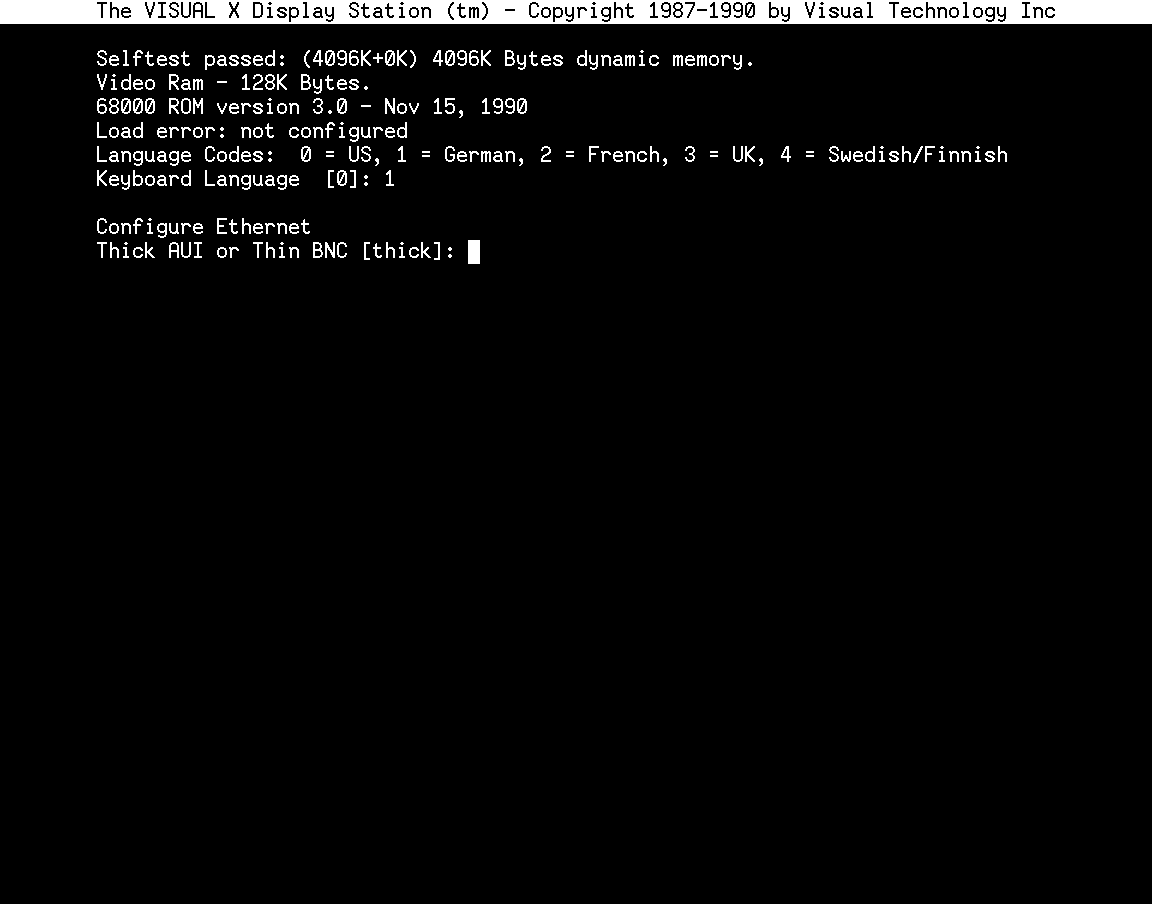 The VISUAL X Display Station (tm) - Copyright 1987-1990 by Visual Technology Inc
Selftest passed: (4096K+0K) 4096K Bytes dynamic memory.
Video Ram - 128K Bytes.
68000 ROM version 3.0 - Nov 15, 1990
Load error: not configured
Language Codes:  0 = US, 1 = German, 2 = French, 3 = UK, 4 = Swedish/Finnish
Keyboard Language  [0]: 1
Configure Ethernet
Thick AUI or Thin BNC [thick]: